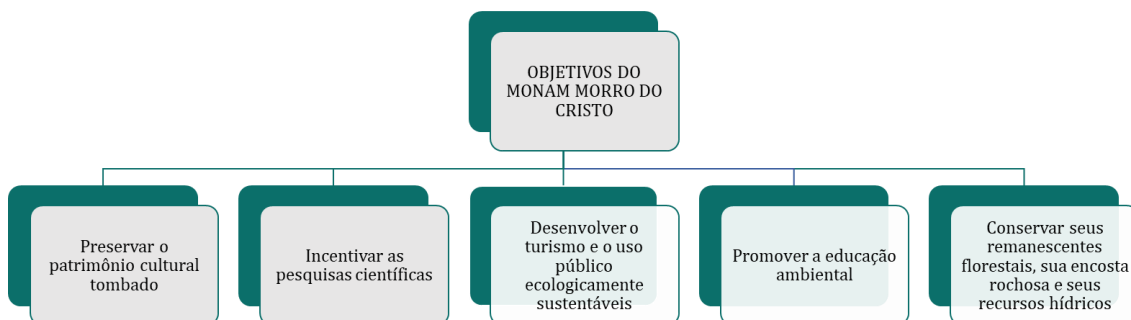 OBJETIVOS DO
MONAM MORRO DO
CRISTO
Preservar o
patrimônio cultural
tombado
Incentivar as
pesquisas científicas
Desenvolver o
turismo e o uso
público
ecologicamente
sustentáveis
Promover a educação
ambiental
Conservar seus
remanescentes
florestais, sua encosta
rochosa e seus
recursos hídricos